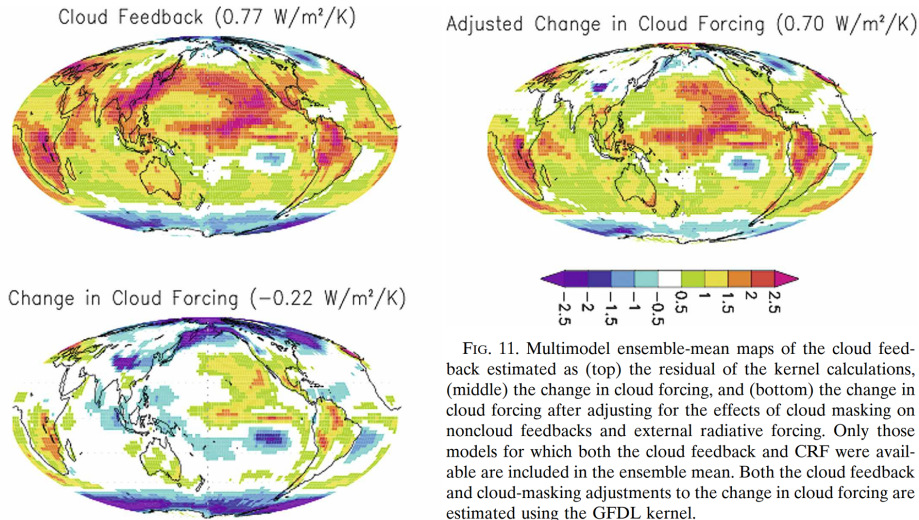 Cloud Feedback (0.77 W/m²/K)
Adjusted Change in Cloud Forcing (0.70 W/m²/K)
Change in Cloud Forcing (−0.22 W/m²/K)
-2.5 -2 -1.5 -1 -0.5 0.5 1 1.5 2 2.5
FIG. 11. Multimodel ensemble-mean maps of the cloud feed-
back estimated as (top) the residual of the kernel calculations,
(middle) the change in cloud forcing, and (bottom) the change in
cloud forcing after adjusting for the effects of cloud masking on
noncloud feedbacks and external radiative forcing. Only those
models for which both the cloud feedback and CRF were avail-
able are included in the ensemble mean. Both the cloud feedback
and cloud-masking adjustments to the change in cloud forcing are
estimated using the GFDL kernel.